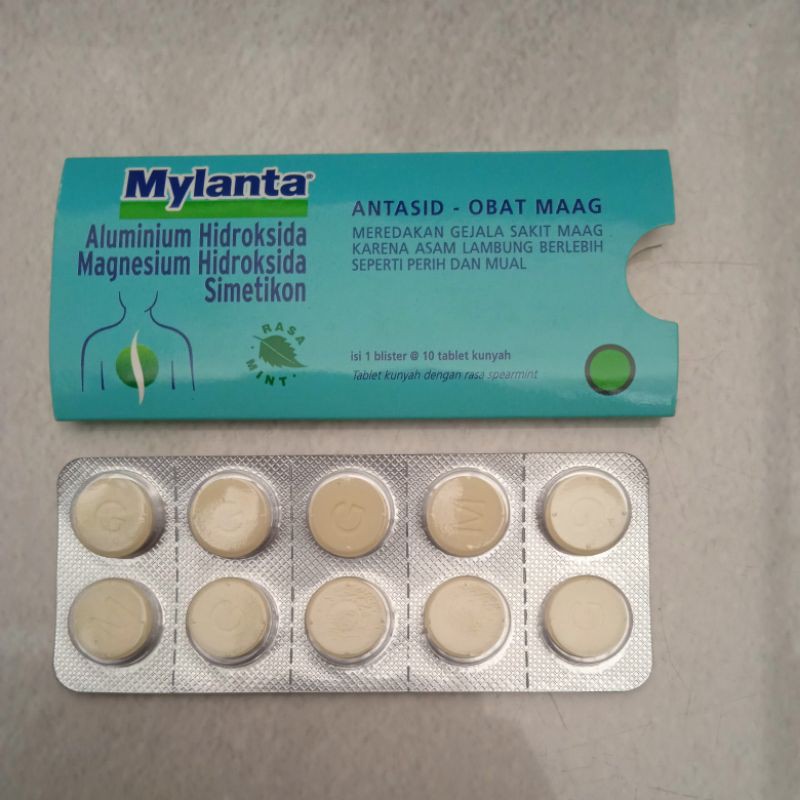 Mylanta®
Aluminium Hidroksida
Magnesium Hidroksida
Simetikon
RASA
MINT
ANTASID - OBAT MAAG
MEREDAKAN GEJALA SAKIT MAAG
KARENA ASAM LAMBUNG BERLEBIH
SEPERTI PERIH DAN MUAL
isi 1 blister @ 10 tablet kunyah
Tablet kunyah dengan rasa spearmint
G
M